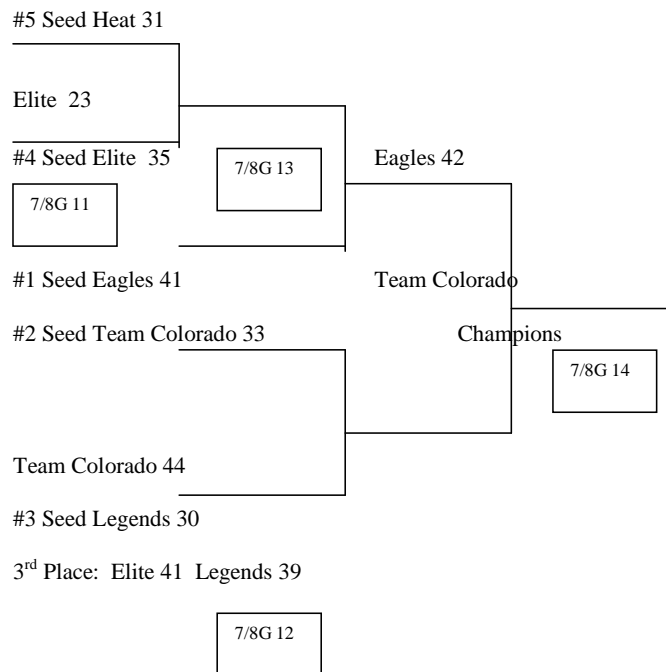 #5 Seed Heat 31
Elite 23
#4 Seed Elite 35
7/8G 13
Eagles 42
7/8G 11
#1 Seed Eagles 41
Team Colorado
#2 Seed Team Colorado 33
Champions
7/8G 14
Team Colorado 44
#3 Seed Legends 30
3rd Place: Elite 41 Legends 39
7/8G 12